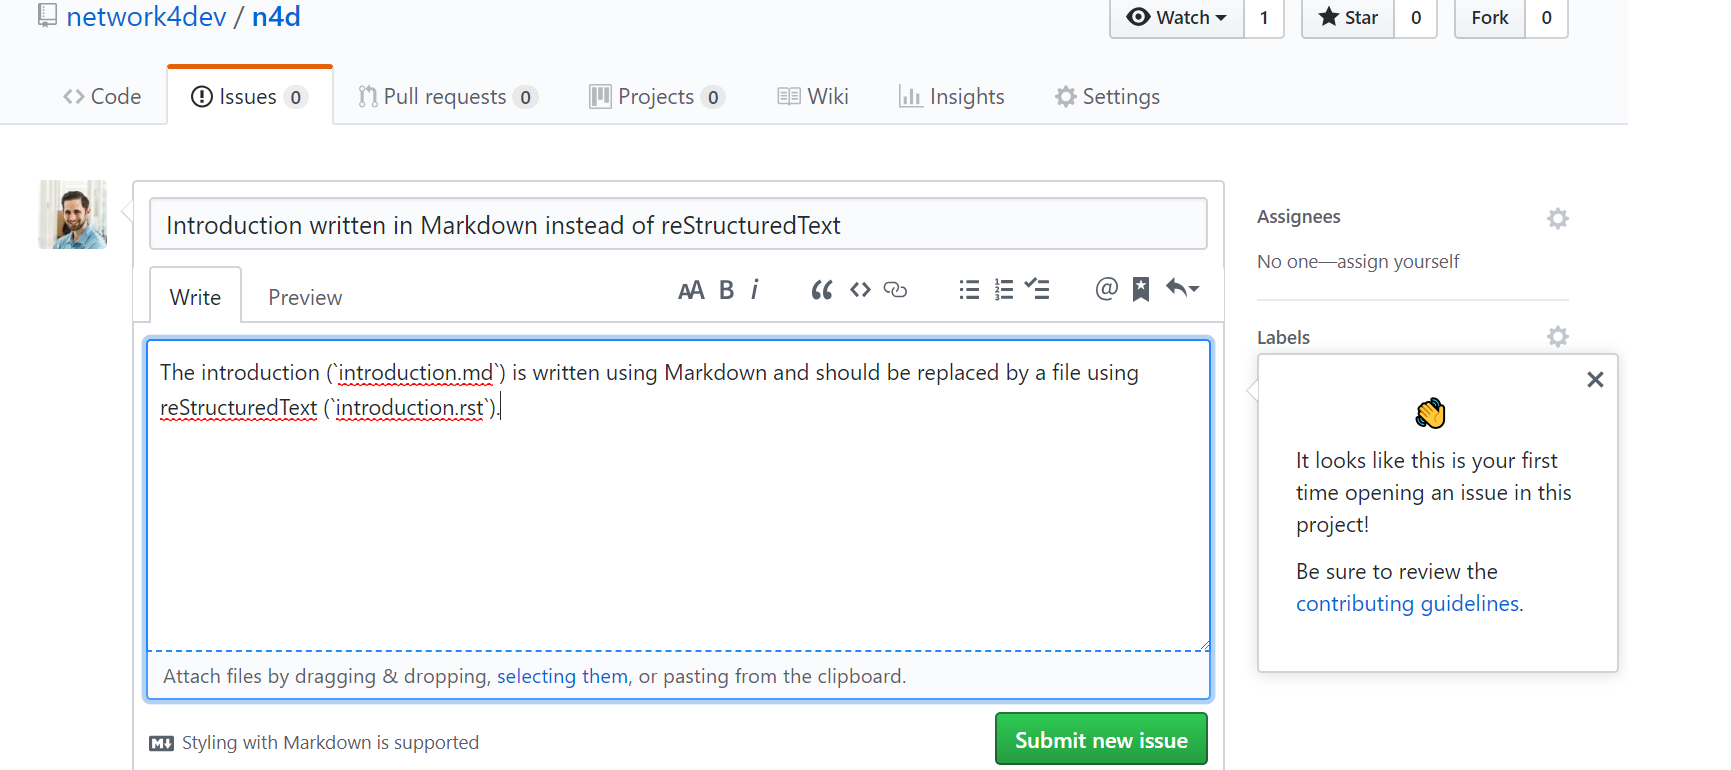 network4dev / n4d
Watch 1 Star 0 Fork 0
Code Issues 0 Pull requests 0 Projects 0 Wiki Insights Settings
Introduction written in Markdown instead of reStructuredText
Write Preview AA B i
The introduction (`introduction.md`) is written using Markdown and should be replaced by a file using
reStructuredText (`introduction.rst`).
Attach files by dragging & dropping, selecting them, or pasting from the clipboard.
Styling with Markdown is supported
Submit new issue
Assignees
No one—assign yourself
Labels
It looks like this is your first
time opening an issue in this
project!
Be sure to review the
contributing guidelines.